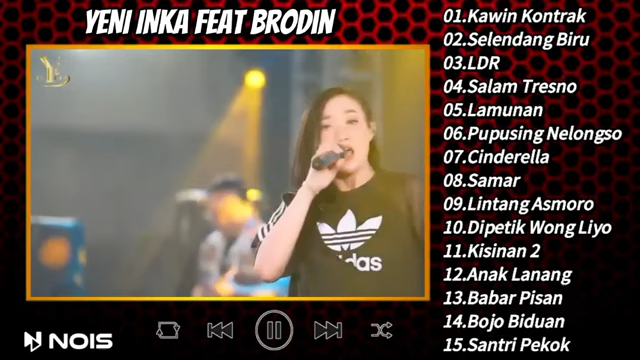 YENI INKA FEAT BRODIN
adidas
NOIS
01.Kawin Kontrak
02.Selendang Biru
03.LDR
04.Salam Tresno
05.Lamunan
06.Pupusing Nelongso
07.Cinderella
08.Samar
09.Lintang Asmoro
10.Dipetik Wong Liyo
11.Kisinan 2
12.Anak Lanang
13.Babar Pisan
14.Bojo Biduan
15.Santri Pekok